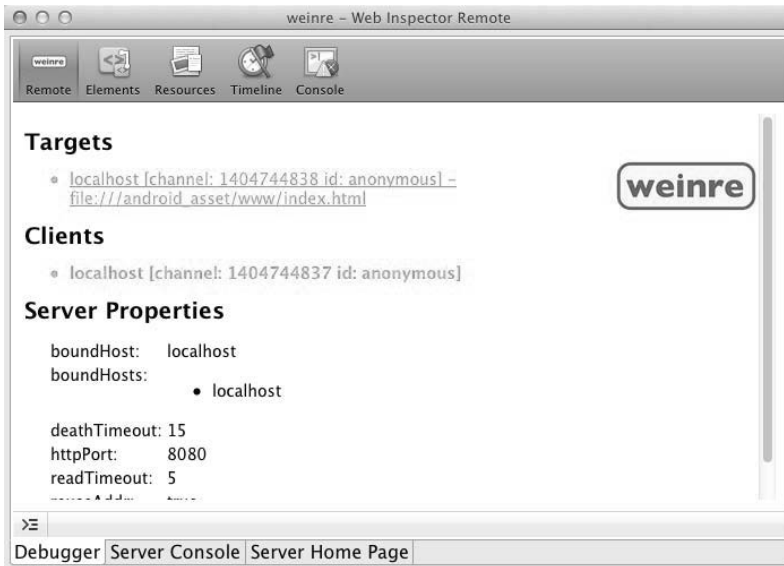 weinre – Web Inspector Remote
weinre
Remote Elements Resources Timeline Console
Targets
localhost [channel: 1404744838 id: anonymous] –
file:///android_asset/www/index.html
weinre
Clients
localhost [channel: 1404744837 id: anonymous]
Server Properties
boundHost: localhost
boundHosts:
• localhost
deathTimeout: 15
httpPort: 8080
readTimeout: 5
Debugger Server Console Server Home Page